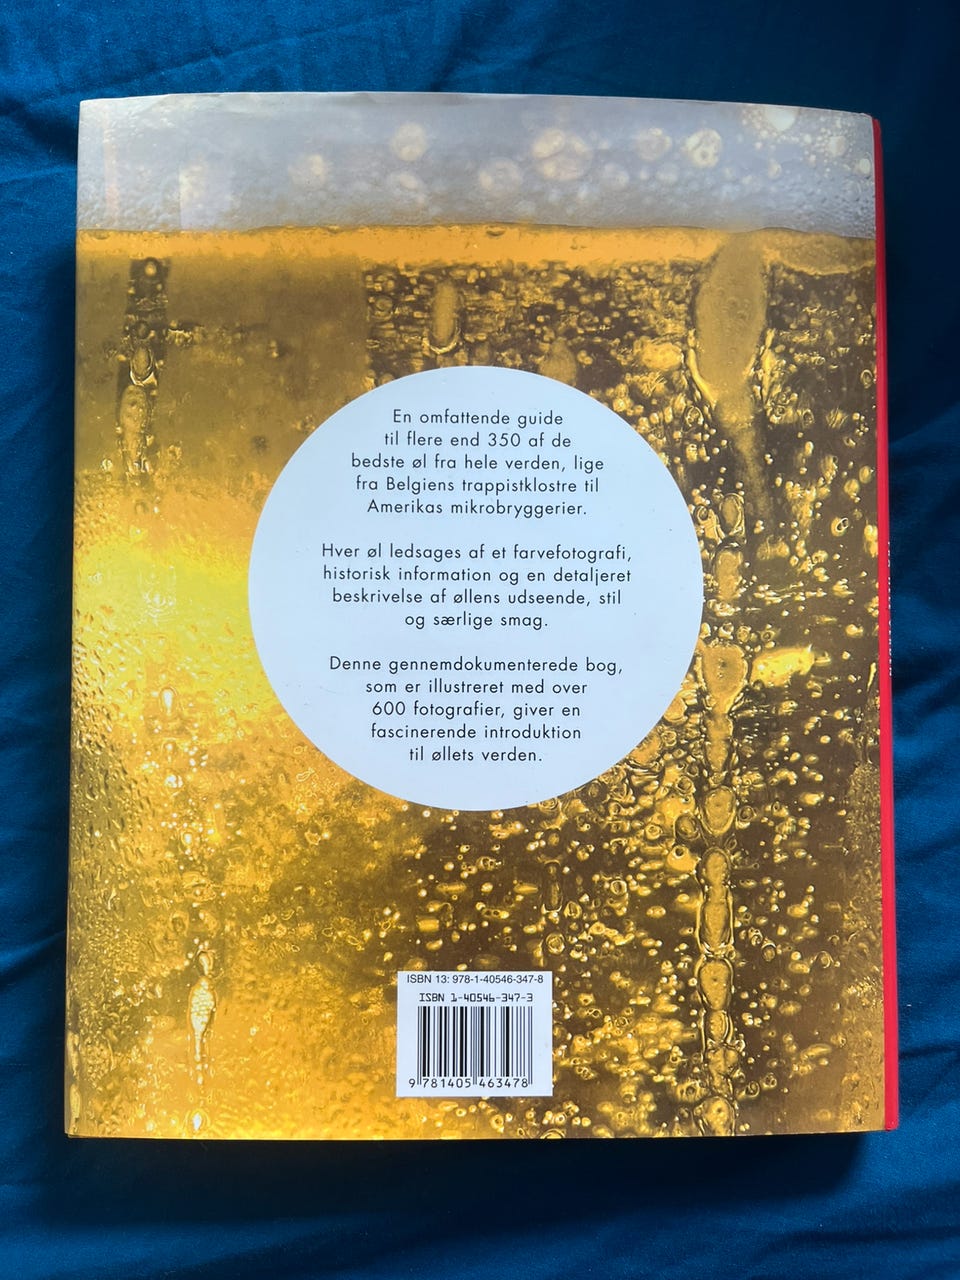 En omfattende guide
til flere end 350 af de
bedste øl fra hele verden, lige
fra Belgiens trappistklostre til
Amerikas mikrobryggerier.
Hver øl ledsages af et farvefotografi,
historisk information og en detaljeret
beskrivelse af øllens udseende, stil
og særlige smag.
Denne gennemdokumenterede bog,
som er illustreret med over
600 fotografier, giver en
fascinerende introduktion
til øllets verden.
ISBN 13: 978-1-40546-347-8
ISBN 1-40546-347-3
9 781405 463478